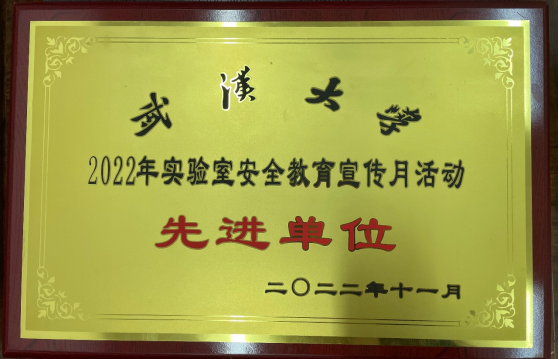 武漢大學
2022年实验室安全教育宣传月活动
先进单位
二〇二二年十一月